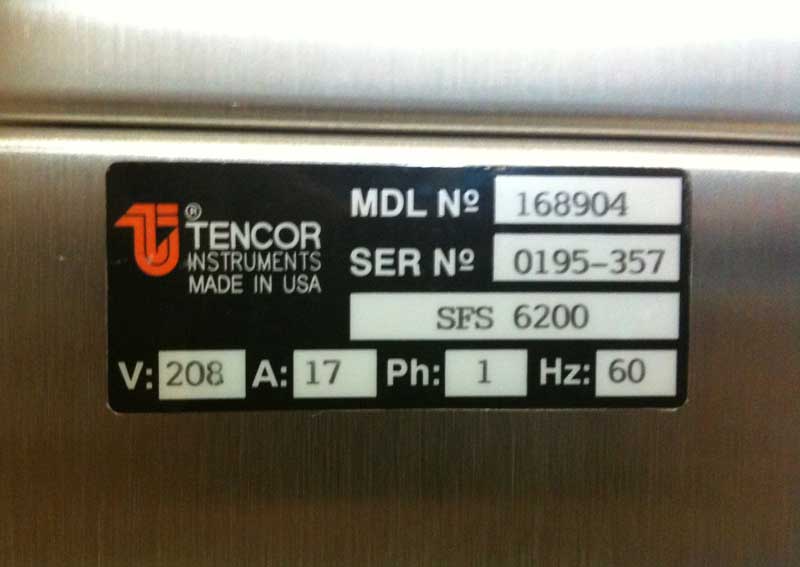 MDL Nº 168904
® TENCOR
INSTRUMENTS
MADE IN USA
SER Nº 0195-357
SFS 6200
V: 208 A: 17 Ph: 1 Hz: 60